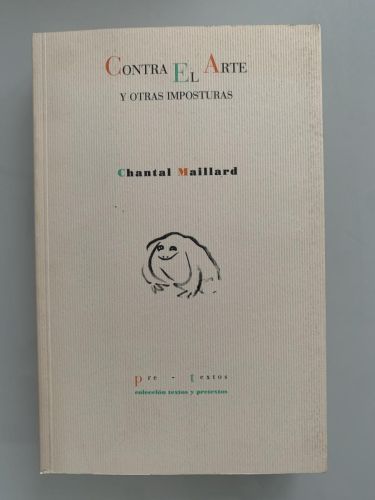 CONTRA EL ARTE
Y OTRAS IMPOSTURAS
Chantal Maillard
pre - textos
colección textos y pretextos